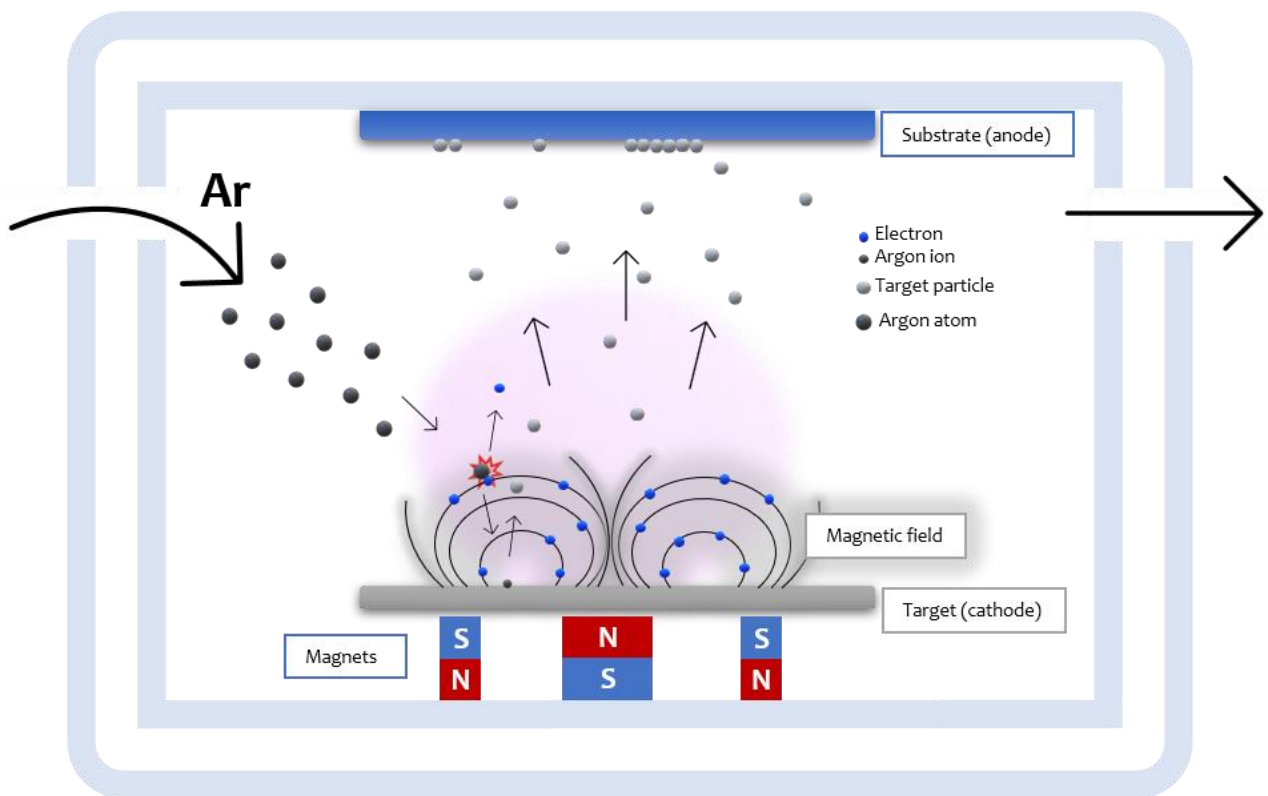 Substrate (anode)
Ar
Electron
Argon ion
Target particle
Argon atom
Magnetic field
Target (cathode)
Magnets
S
N
N
S
S
N